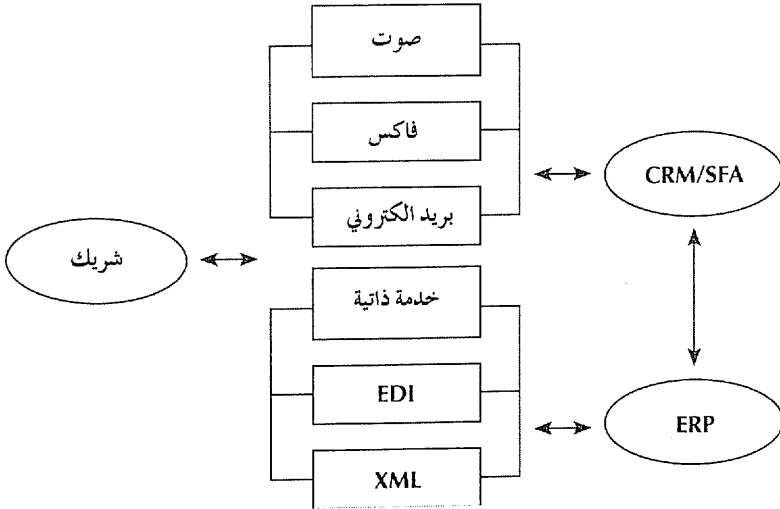 صوت
فاكس
بريد الكتروني
CRM/SFA
شريك
خدمة ذاتية
EDI
ERP
XML